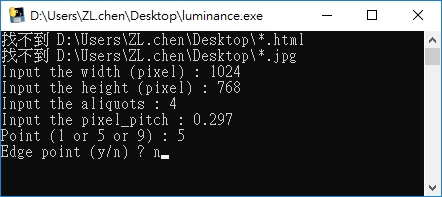 D:\Users\ZL.chen\Desktop\luminance.exe
找不到 D:\Users\ZL.chen\Desktop\*.html
找不到 D:\Users\ZL.chen\Desktop\*.jpg
Input the width (pixel) : 1024
Input the height (pixel) : 768
Input the aliquots : 4
Input the pixel_pitch : 0.297
Point (1 or 5 or 9) : 5
Edge point (y/n) ? n